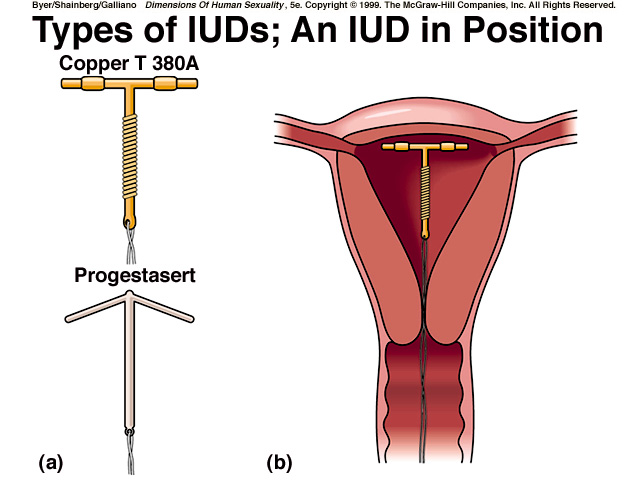 Byer/Shainberg/Galliano Dimensions Of Human Sexuality, 5e. Copyright © 1999. The McGraw-Hill Companies, Inc. All Rights Reserved.
Types of IUDs; An IUD in Position
Copper T 380A
Progestasert
(a)
(b)